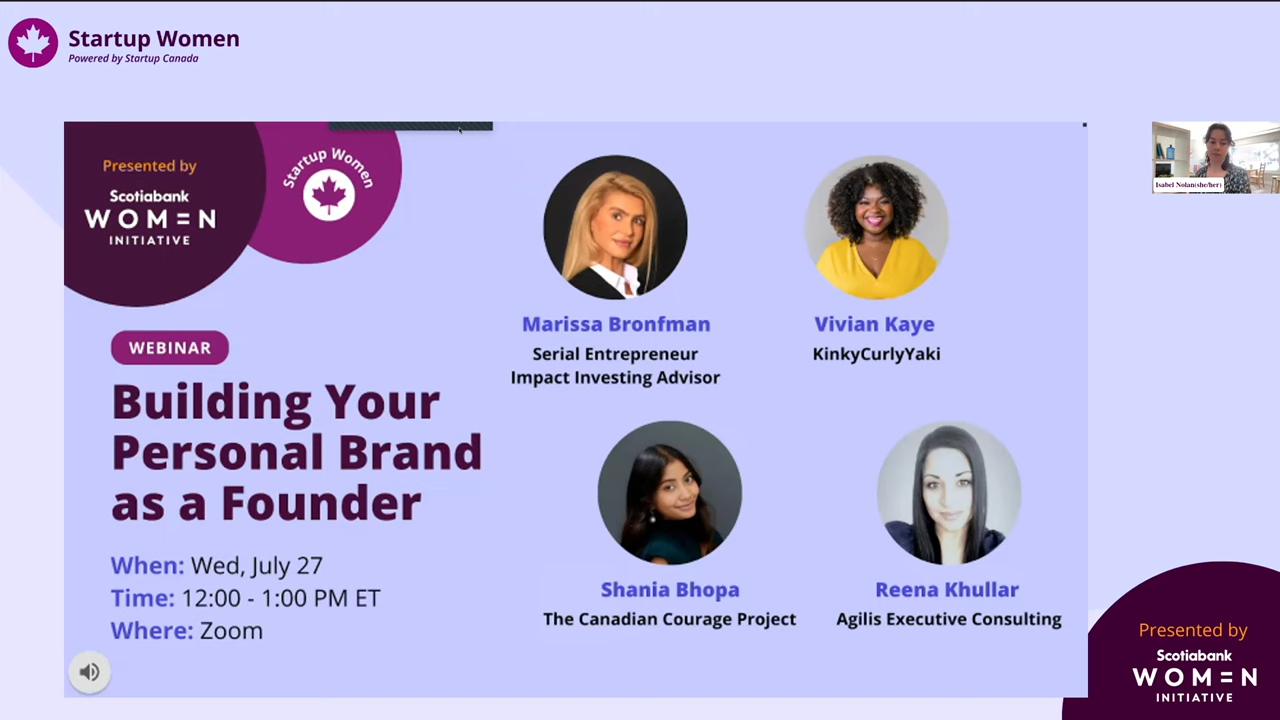 Startup Women
Powered by Startup Canada
Presented by
Scotiabank
WOMEN
INITIATIVE
Startup Women
WEBINAR
Building Your
Personal Brand
as a Founder
When: Wed, July 27
Time: 12:00 - 1:00 PM ET
Where: Zoom
Marissa Bronfman
Serial Entrepreneur
Impact Investing Advisor
Vivian Kaye
KinkyCurlyYaki
Shania Bhopa
The Canadian Courage Project
Reena Khullar
Agilis Executive Consulting
Isabel Nolan(she/her)
Presented by
Scotiabank
WOMEN
INITIATIVE